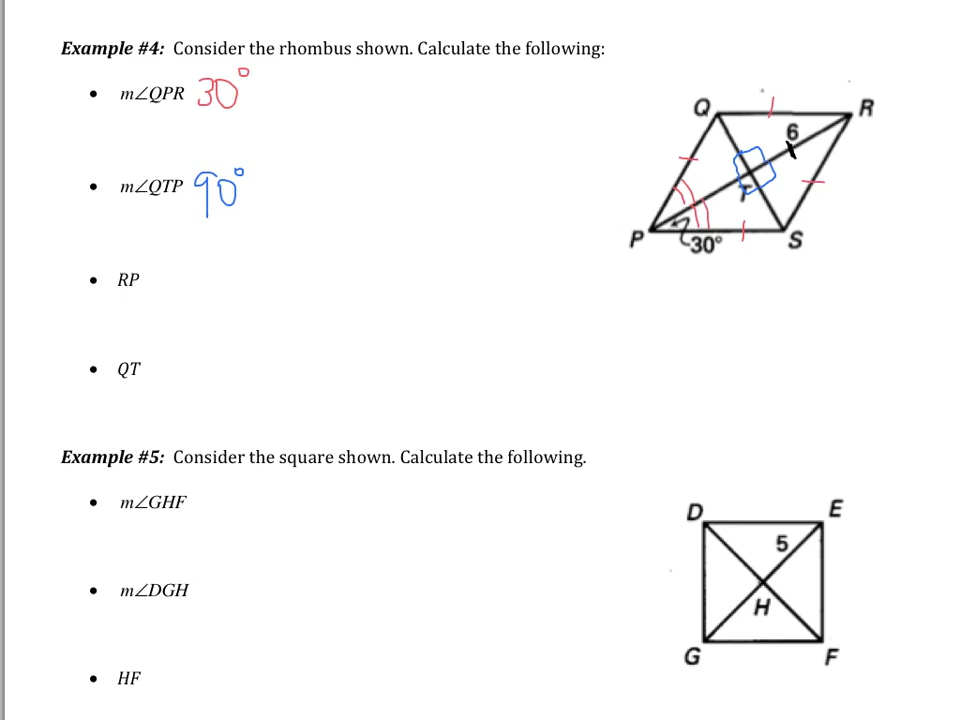 Example #4: Consider the rhombus shown. Calculate the following:
• m∠QPR 30°
• m∠QTP 90°
• RP
• QT
Q R
6
T
P 30° S
Example #5: Consider the square shown. Calculate the following.
• m∠GHF
• m∠DGH
• HF
D E
5
H
G F